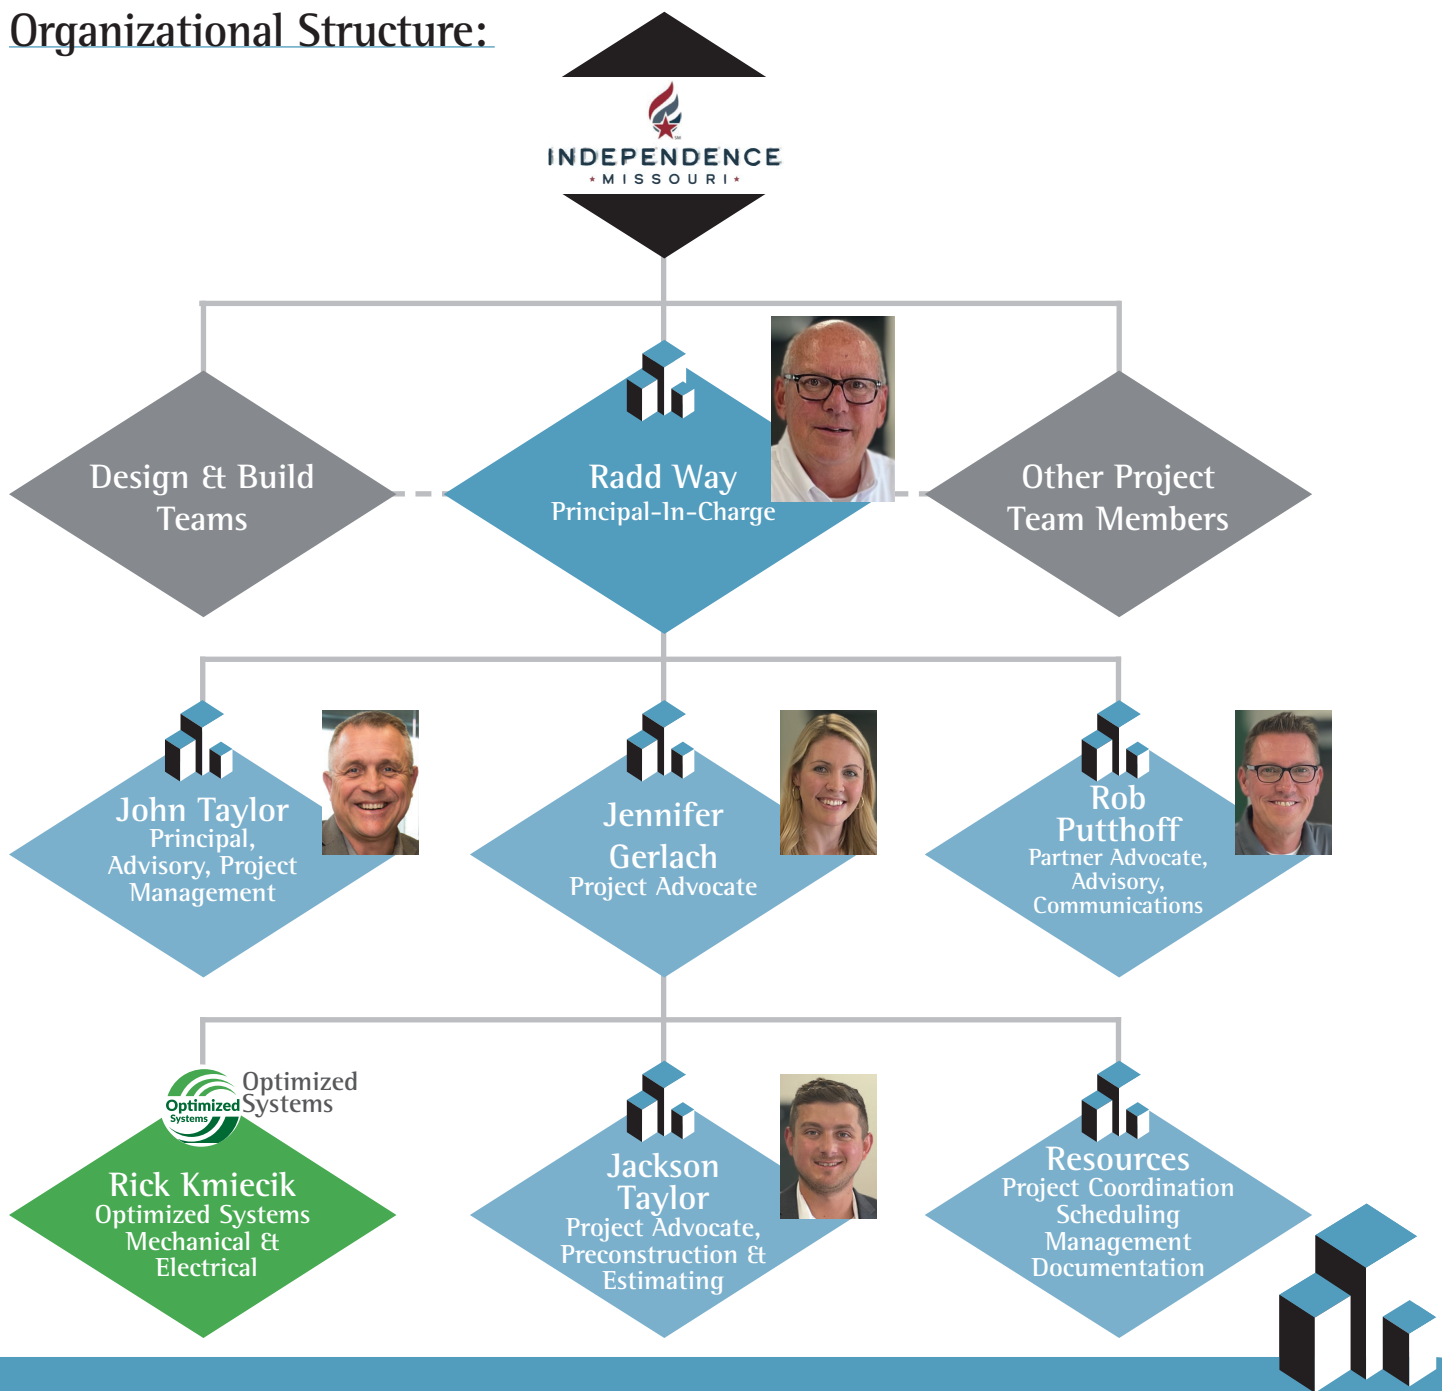 Organizational Structure:
INDEPENDENCE
MISSOURI
Design & Build
Teams
Radd Way
Principal-In-Charge
Other Project
Team Members
John Taylor
Principal,
Advisory, Project
Management
Jennifer
Gerlach
Project Advocate
Rob
Putthoff
Partner Advocate,
Advisory,
Communications
Optimized
Systems
Optimized
Systems
Rick Kmiecik
Optimized Systems
Mechanical &
Electrical
Jackson
Taylor
Project Advocate,
Preconstruction &
Estimating
Resources
Project Coordination
Scheduling
Management
Documentation